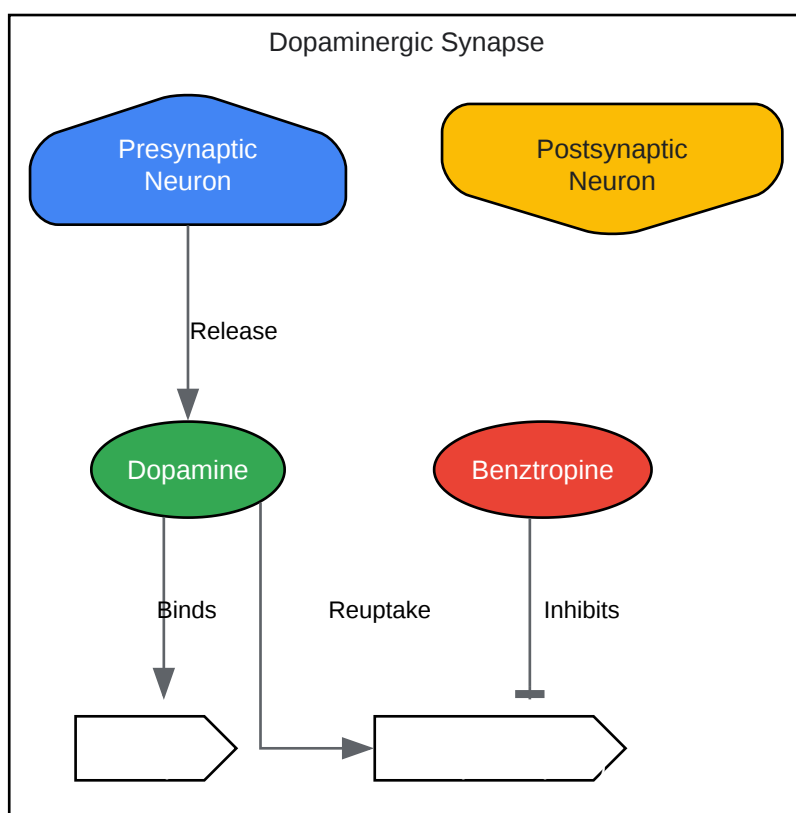 Dopaminergic Synapse
Presynaptic
Neuron
Postsynaptic
Neuron
Release
Dopamine
Benztropine
Binds
Reuptake
Inhibits